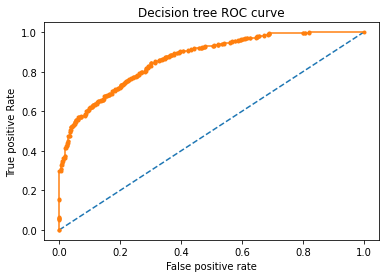 Decision tree ROC curve
1.0
0.8
0.6
0.4
0.2
0.0
True positive Rate
0.0 0.2 0.4 0.6 0.8 1.0
False positive rate